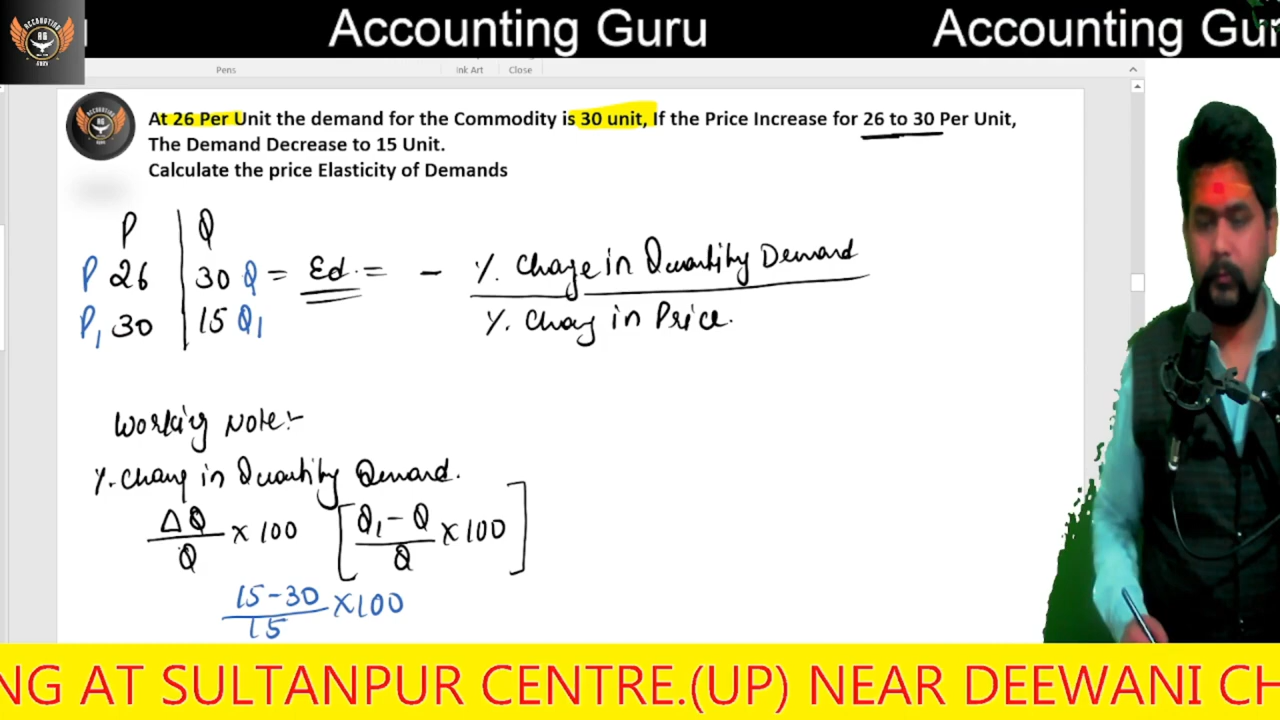 Accounting Guru
Accounting Gur
Pens
Ink Art
Close
At 26 Per Unit the demand for the Commodity is 30 unit, If the Price Increase for 26 to 30 Per Unit,
The Demand Decrease to 15 Unit.
Calculate the price Elasticity of Demands
P | Q
P 26 | 30 Q = Ed = - % Change in Quantity Demand
P1 30 | 15 Q1 % Chang in Price.
Working Note:-
% Chang in Quantity Demand.
ΔQ × 100 [ Q1 - Q × 100 ]
Q Q
15 - 30 × 100
15
NG AT SULTANPUR CENTRE.(UP) NEAR DEEWANI CH